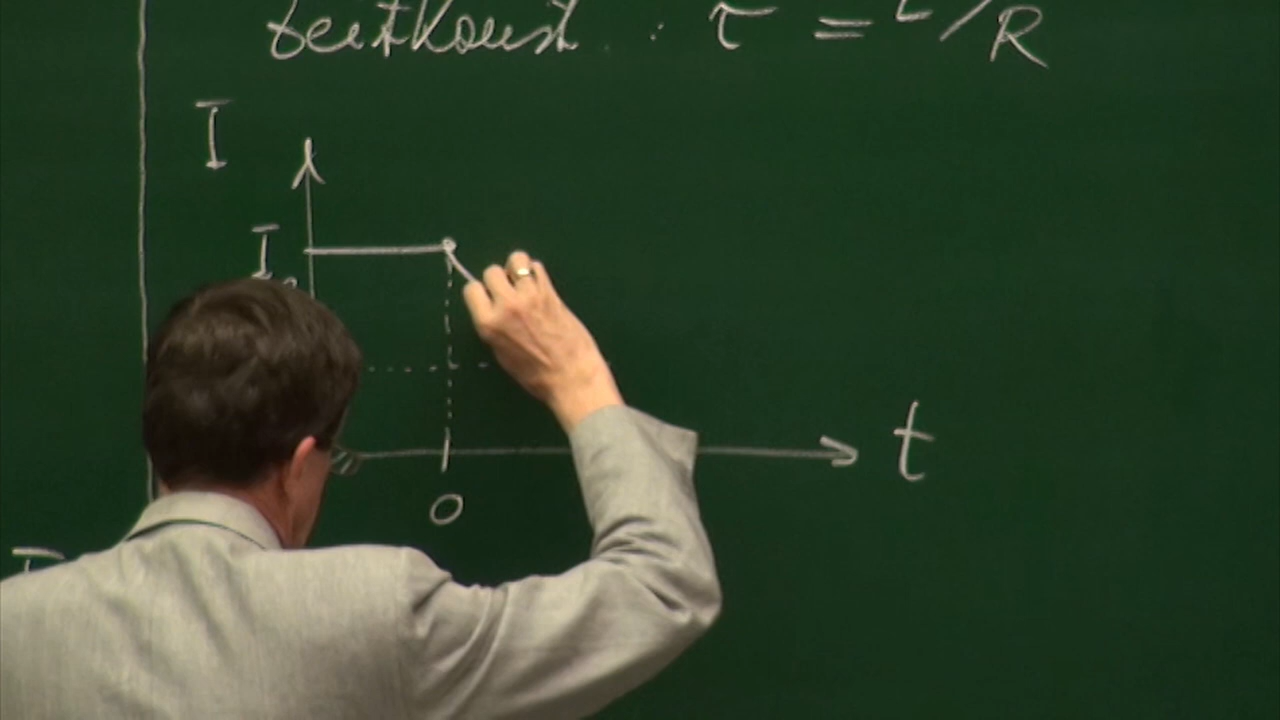 Zeitkonst. : τ = L/R
I
I₀
t
0